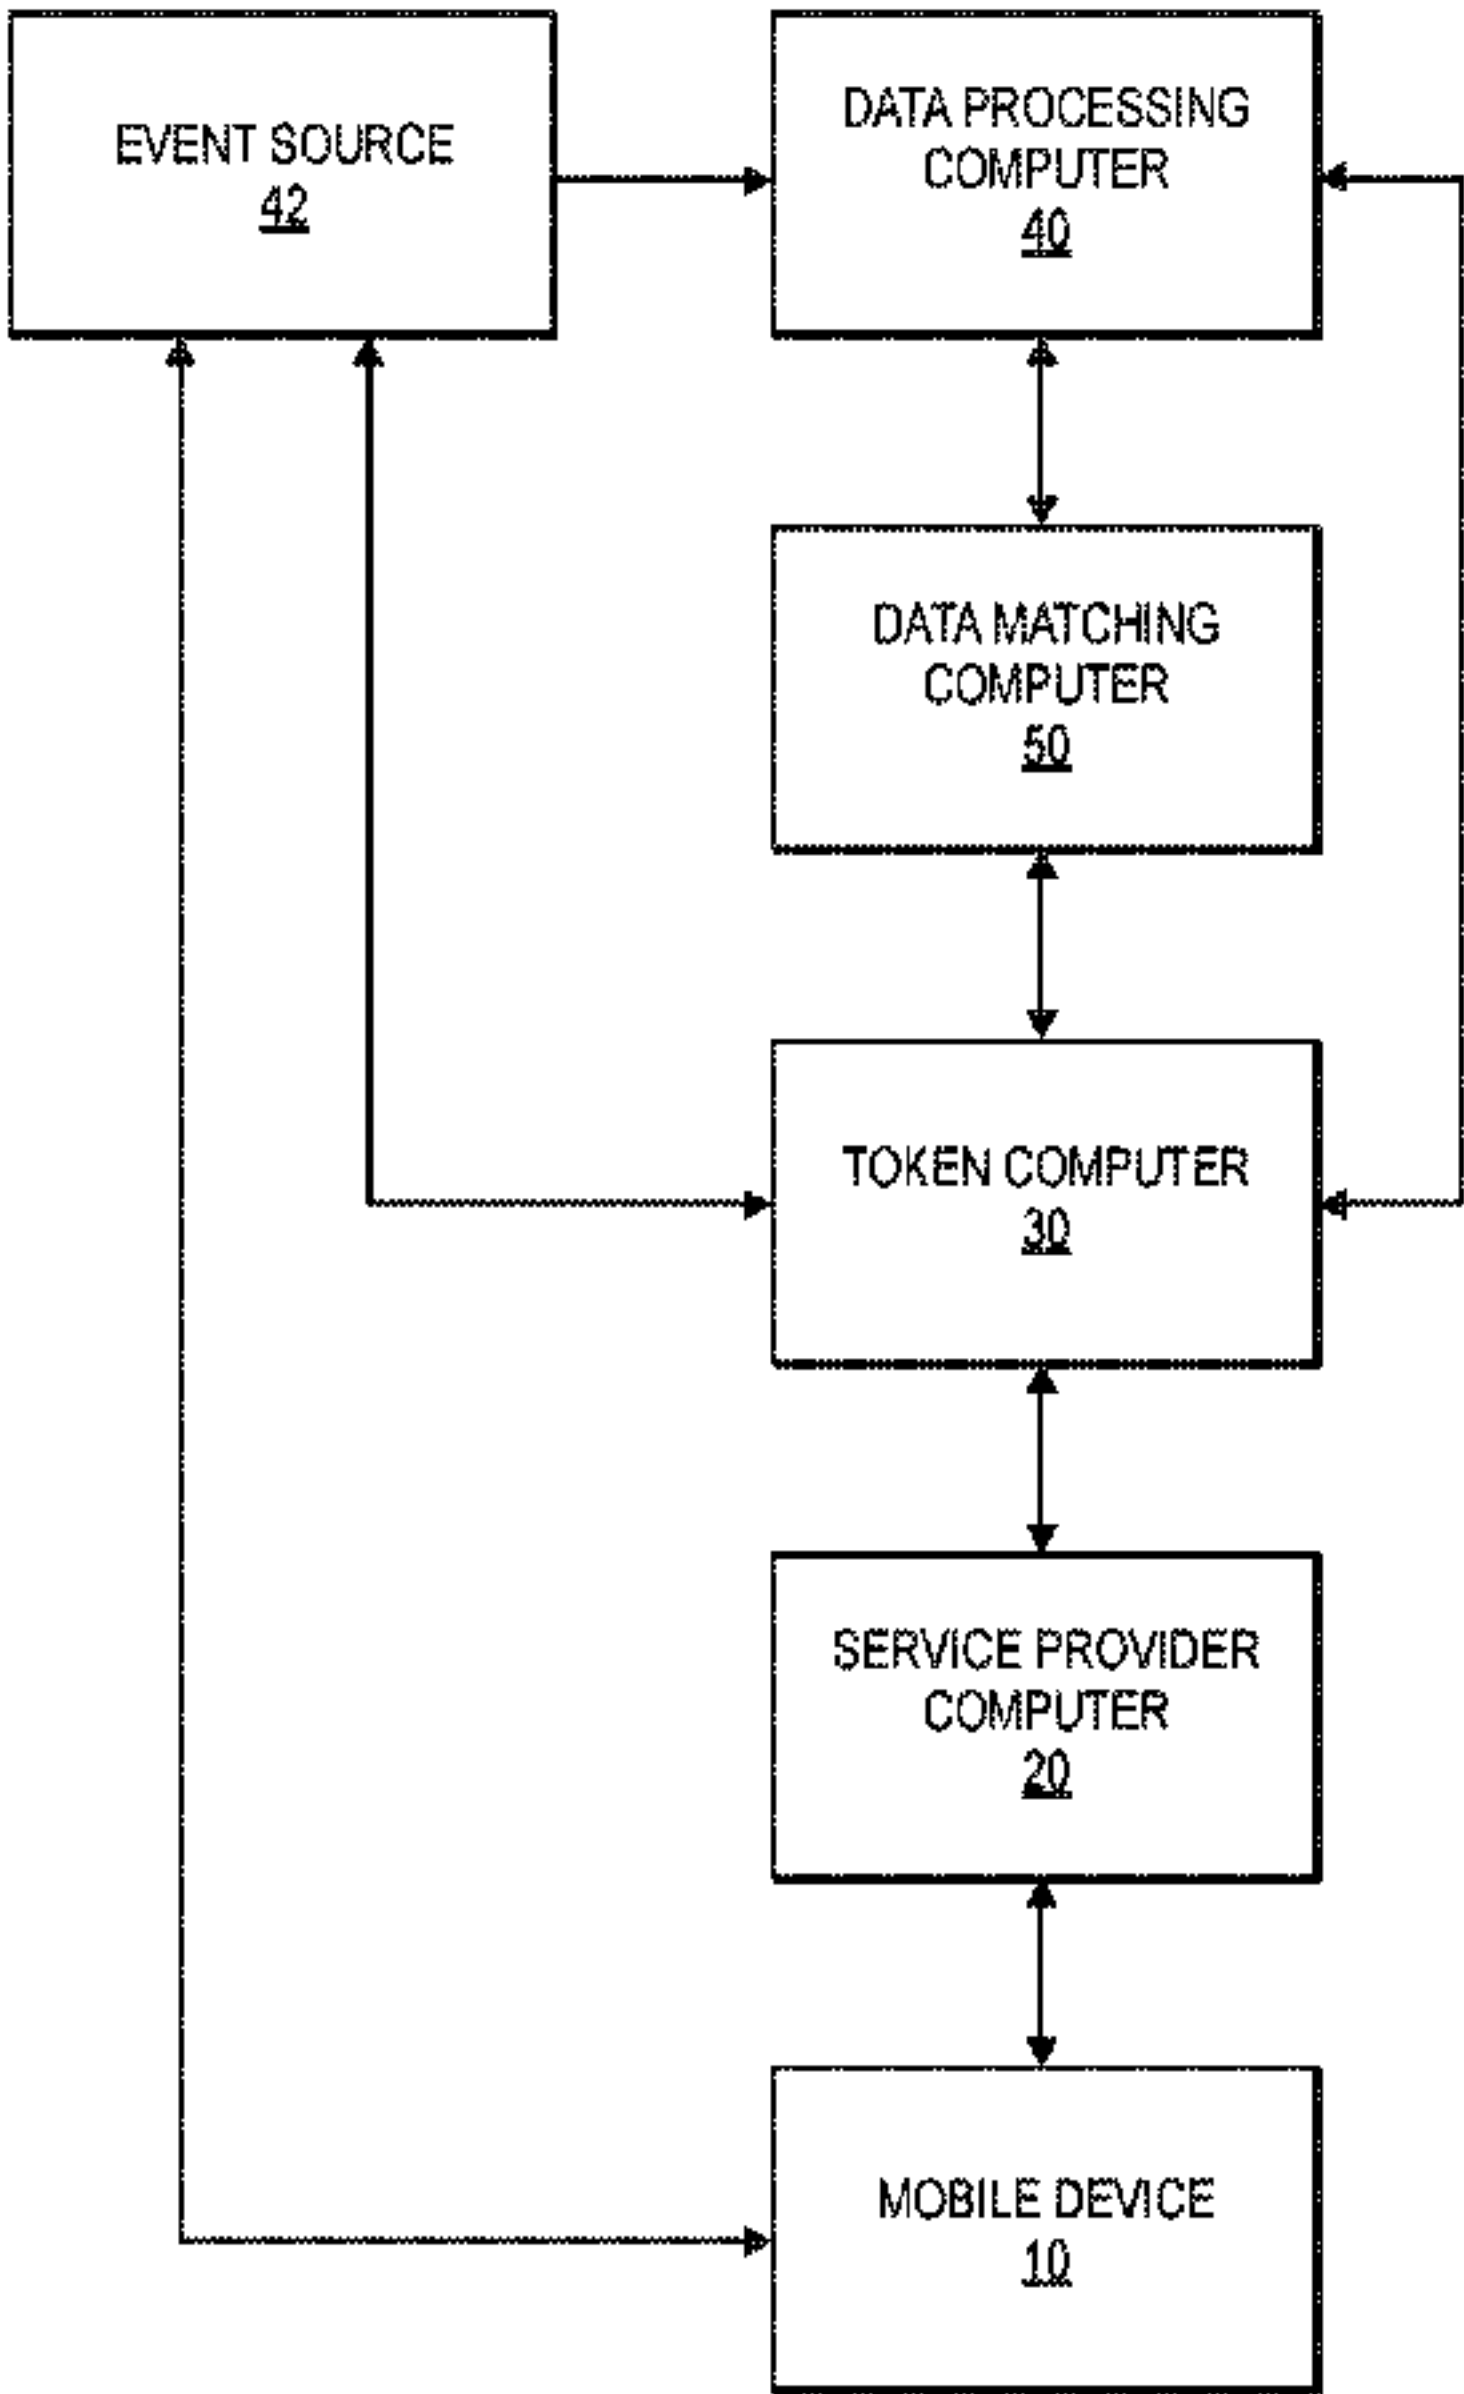 EVENT SOURCE
42
DATA PROCESSING
COMPUTER
40
DATA MATCHING
COMPUTER
50
TOKEN COMPUTER
30
SERVICE PROVIDER
COMPUTER
20
MOBILE DEVICE
10